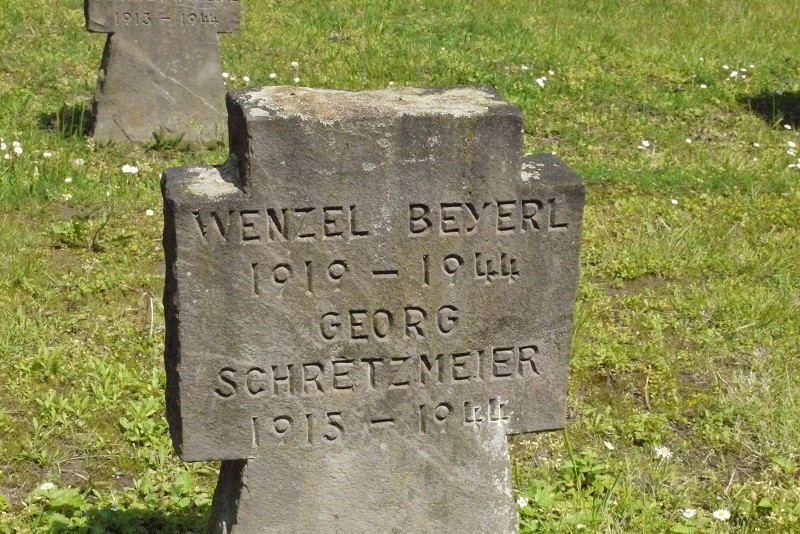 1913 - 1944
WENZEL BEYERL
1919 - 1944
GEORG
SCHRETZMEIER
1915 - 1944